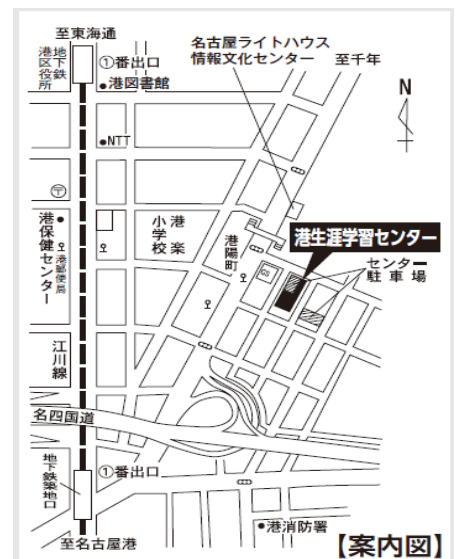 至東海通
地下鉄
港区役所
①番出口
港図書館
名古屋ライトハウス
情報文化センター
至千年
N
NTT
〒
港保健センター
港郵便局
港楽
小学校
港陽町
GS
港生涯学習センター
センター
駐車場
江川線
名四国道
地下鉄築地口
①番出口
至名古屋港
港消防署
【案内図】